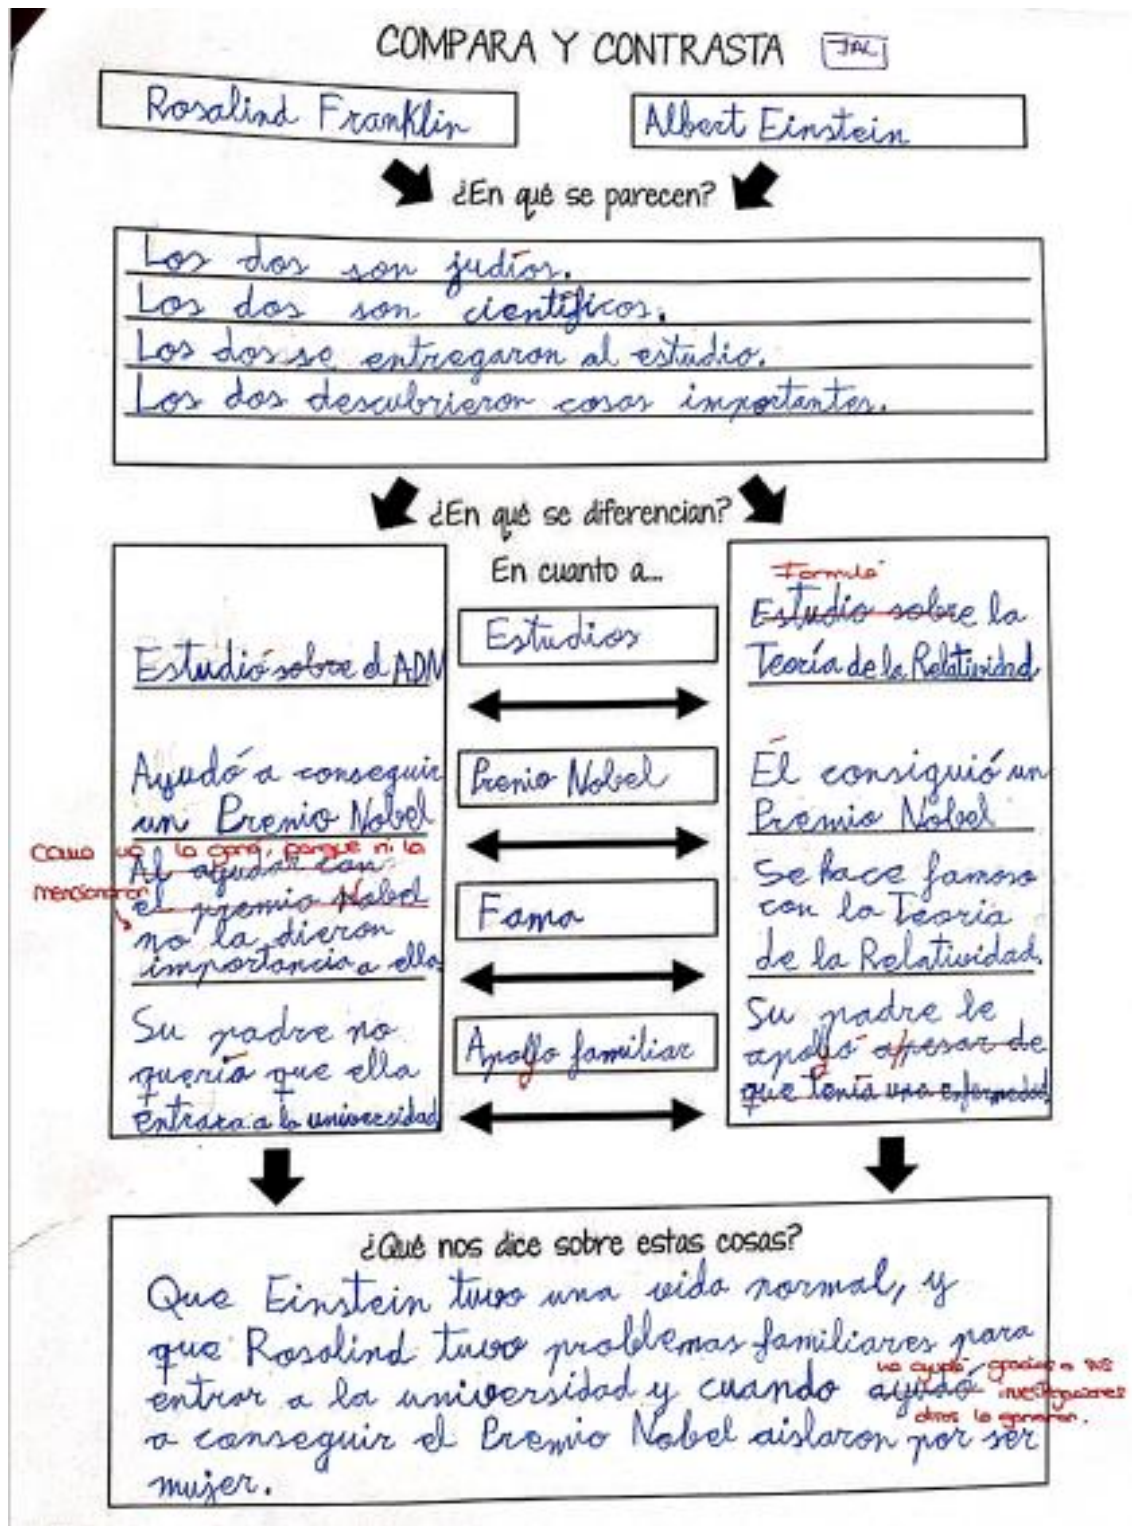 COMPARA Y CONTRASTA JAC
Rosalind Franklin
Albert Einstein
¿En qué se parecen?
Los dos son judíos.
Los dos son científicos.
Los dos se entregaron al estudio.
Los dos descubrieron cosas importantes.
¿En qué se diferencian?
En cuanto a...
Estudió sobre el ADN
Estudios
Formuló
Estudio sobre la
Teoría de la Relatividad
Ayudó a conseguir
un Premio Nobel
Premio Nobel
Él consiguió un
Premio Nobel
Como no lo ganó, porque ni la
mencionaron
Al ayudar con
el premio Nobel
no la dieron
importancia a ella
Fama
Se hace famoso
con la Teoria
de la Relatividad.
Su padre no
quería que ella
entrara a la universidad
Apoyo familiar
Su padre le
apoyó apesar de
que tenía una enfermedad
¿Qué nos dice sobre estas cosas?
Que Einstein tuvo una vida normal, y
que Rosalind tuvo problemas familiares para
entrar a la universidad y cuando ayudó
no ayudó, gracias a sus
investigaciones
otros lo ganaron.
a conseguir el Premio Nobel aislaron por ser
mujer.